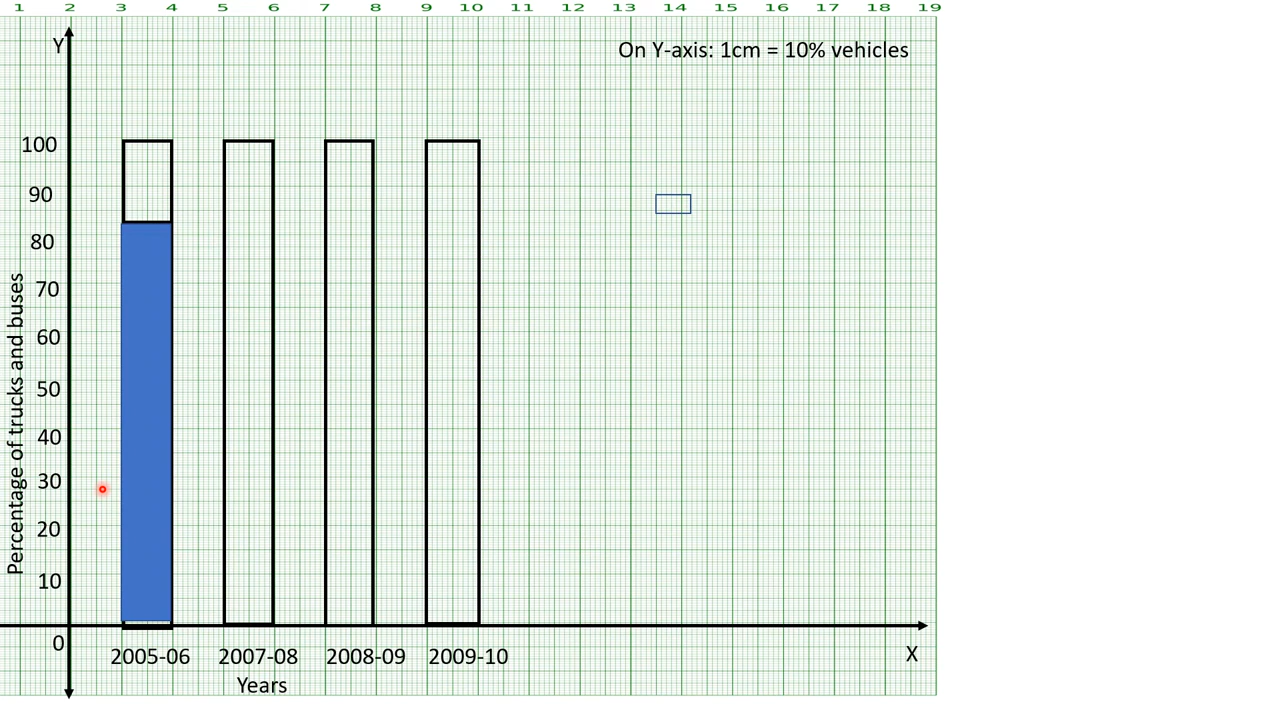 1 2 3 4 5 6 7 8 9 10 11 12 13 14 15 16 17 18 19
Y
On Y-axis: 1cm = 10% vehicles
100
90
80
70
60
50
40
30
20
10
0
Percentage of trucks and buses
2005-06 2007-08 2008-09 2009-10
X
Years